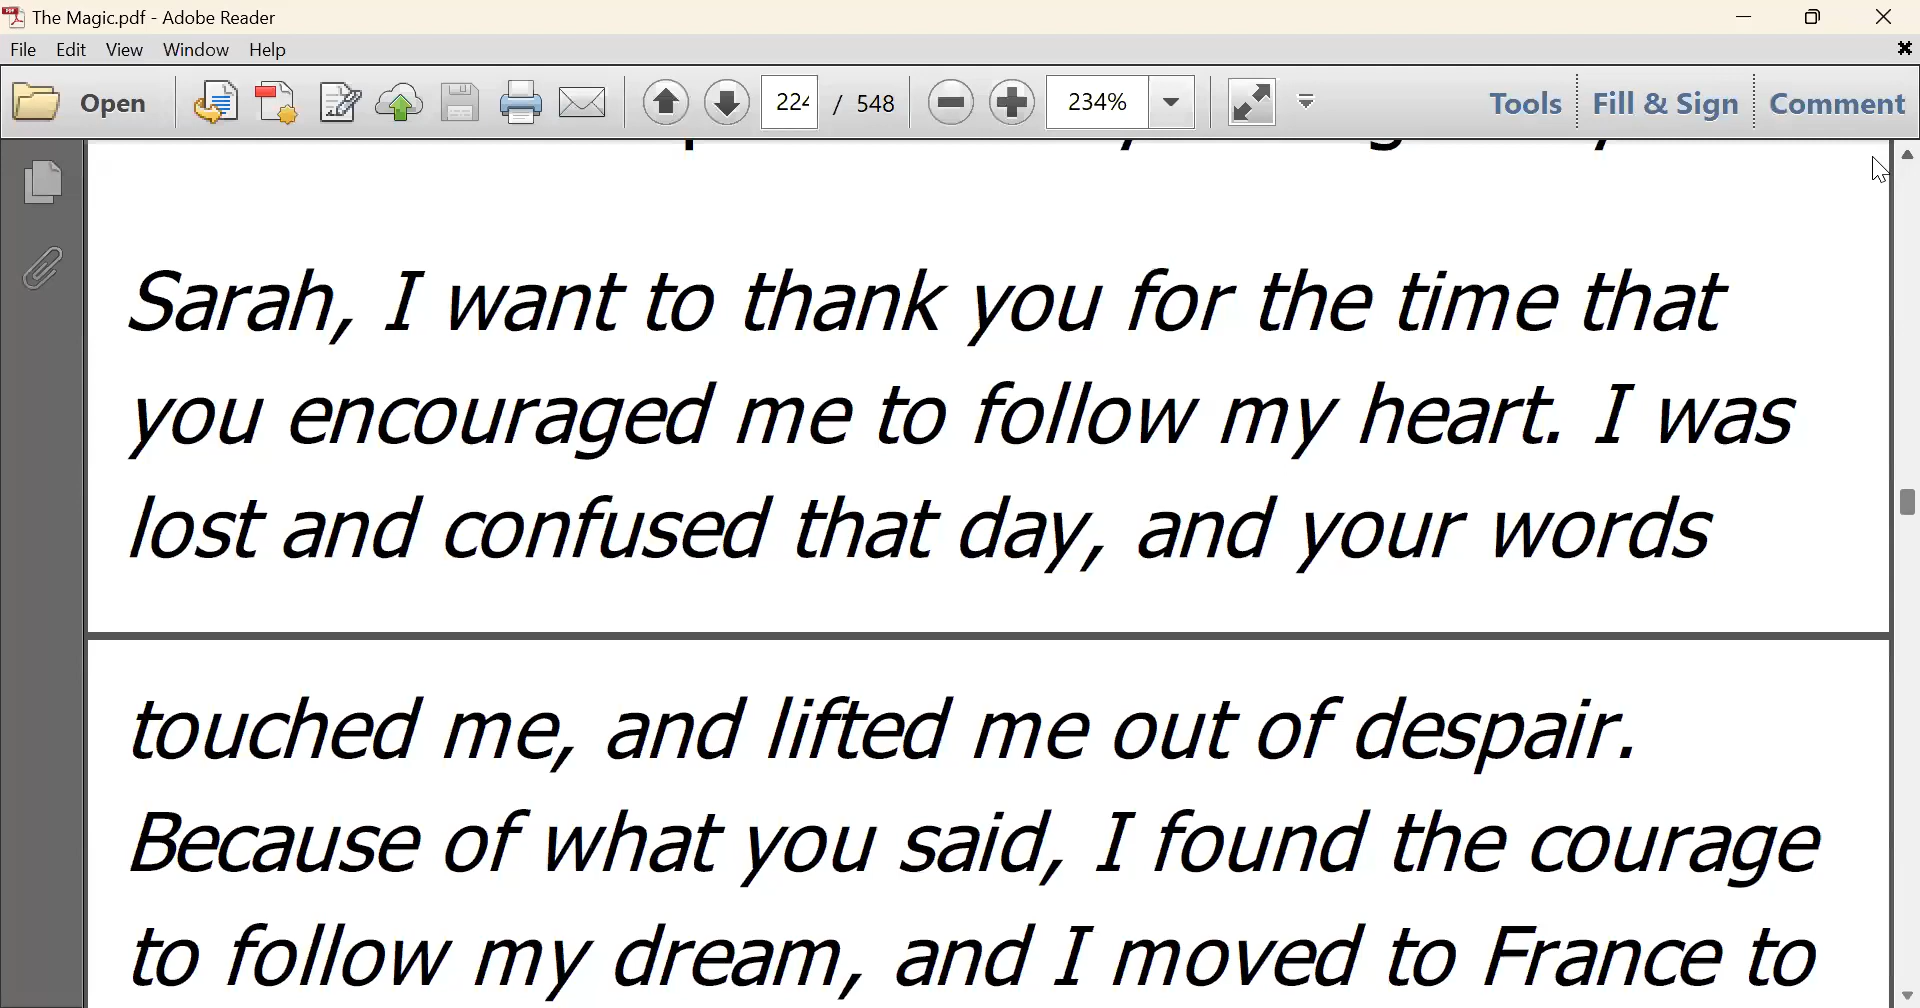 The Magic.pdf - Adobe Reader
File Edit View Window Help
Open 224 / 548 234% Tools Fill & Sign Comment
Sarah, I want to thank you for the time that
you encouraged me to follow my heart. I was
lost and confused that day, and your words
touched me, and lifted me out of despair.
Because of what you said, I found the courage
to follow my dream, and I moved to France to